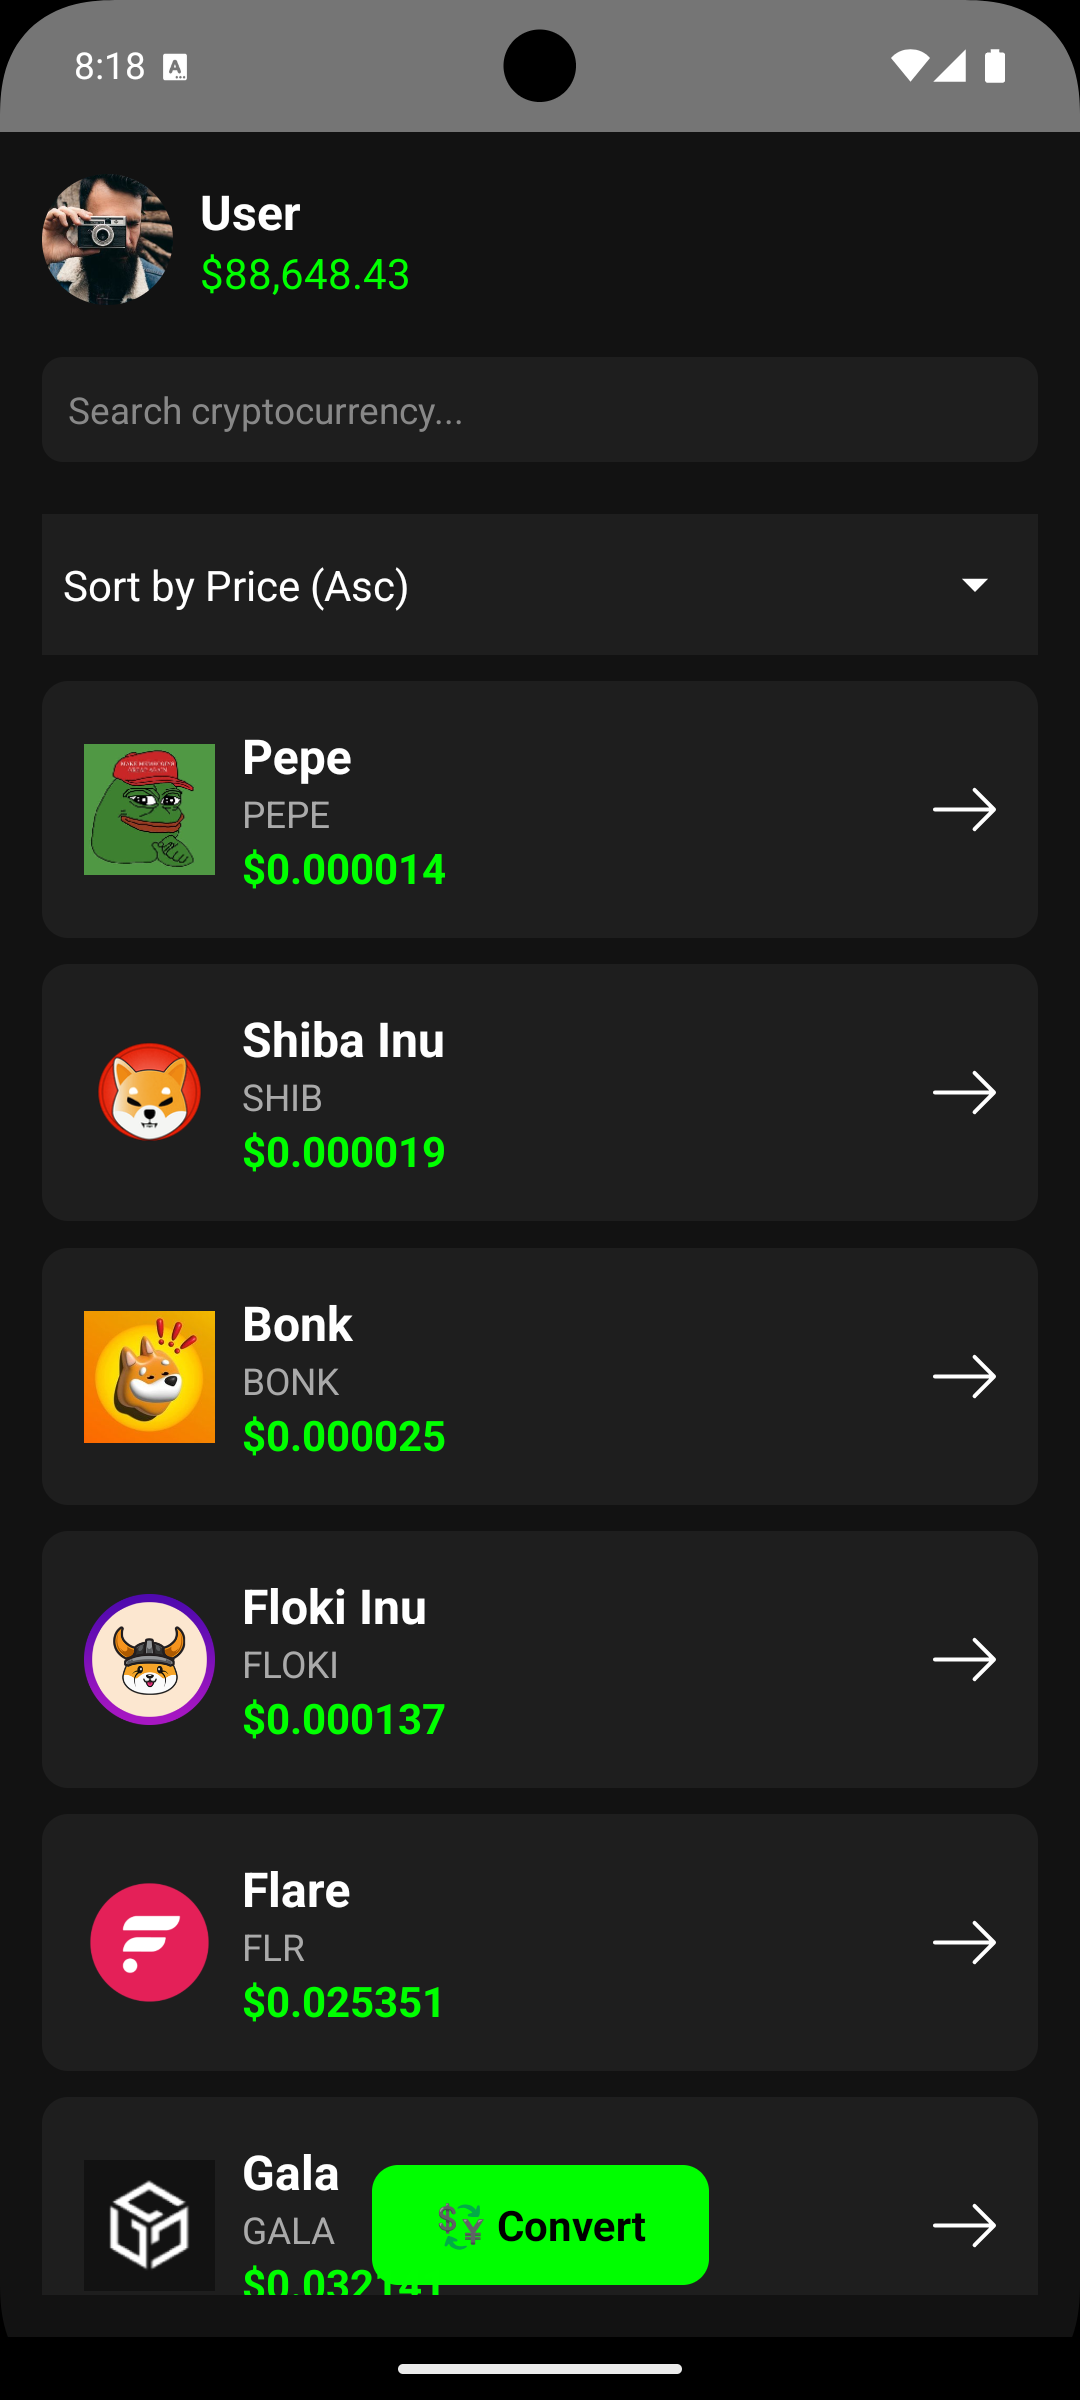 8:18
User
$88,648.43
Search cryptocurrency...
Sort by Price (Asc)
Pepe
PEPE
$0.000014
Shiba Inu
SHIB
$0.000019
Bonk
BONK
$0.000025
Floki Inu
FLOKI
$0.000137
Flare
FLR
$0.025351
Gala
GALA
$0.032141
Convert